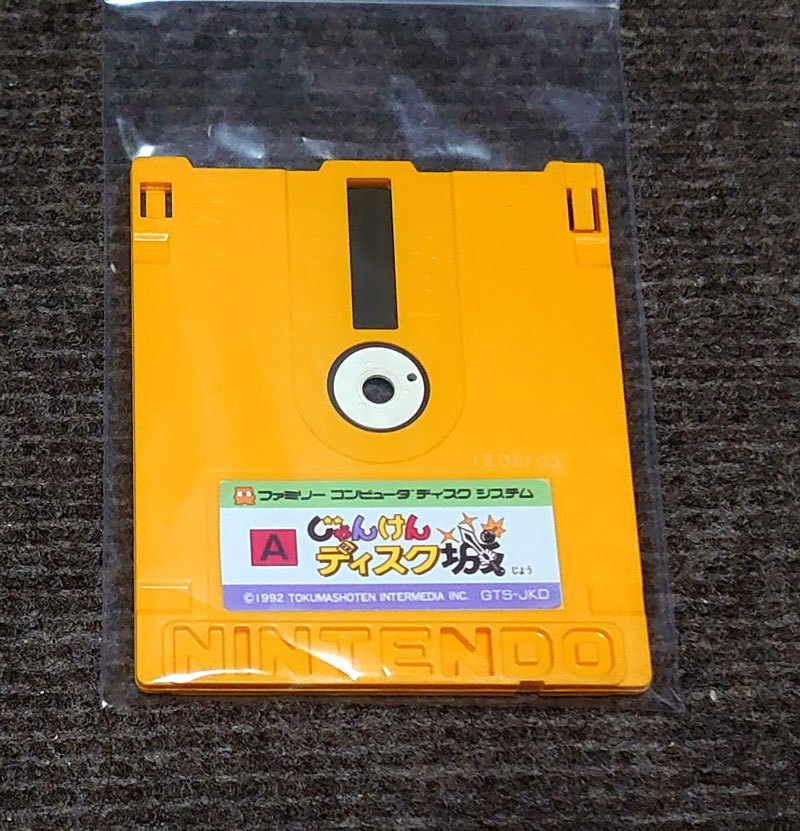 1206103
ファミリー コンピュータ ディスク システム
A
じゃんけん
ディスク城
じょう
©1992 TOKUMASHOTEN INTERMEDIA INC. GTS-JKD
NINTENDO